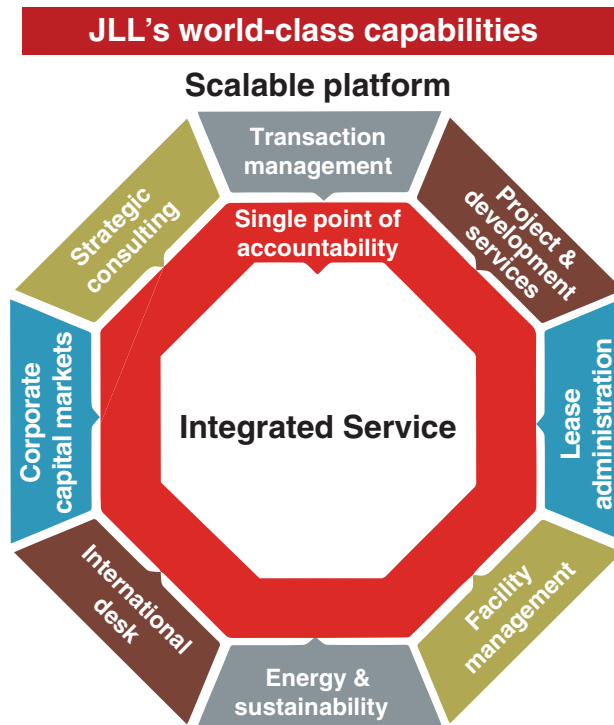 JLL's world-class capabilities
Scalable platform
Transaction
management
Project &
development
services
Lease
administration
Facility
management
Energy &
sustainability
International
desk
Corporate
capital markets
Strategic
consulting
Single point of
accountability
Integrated Service